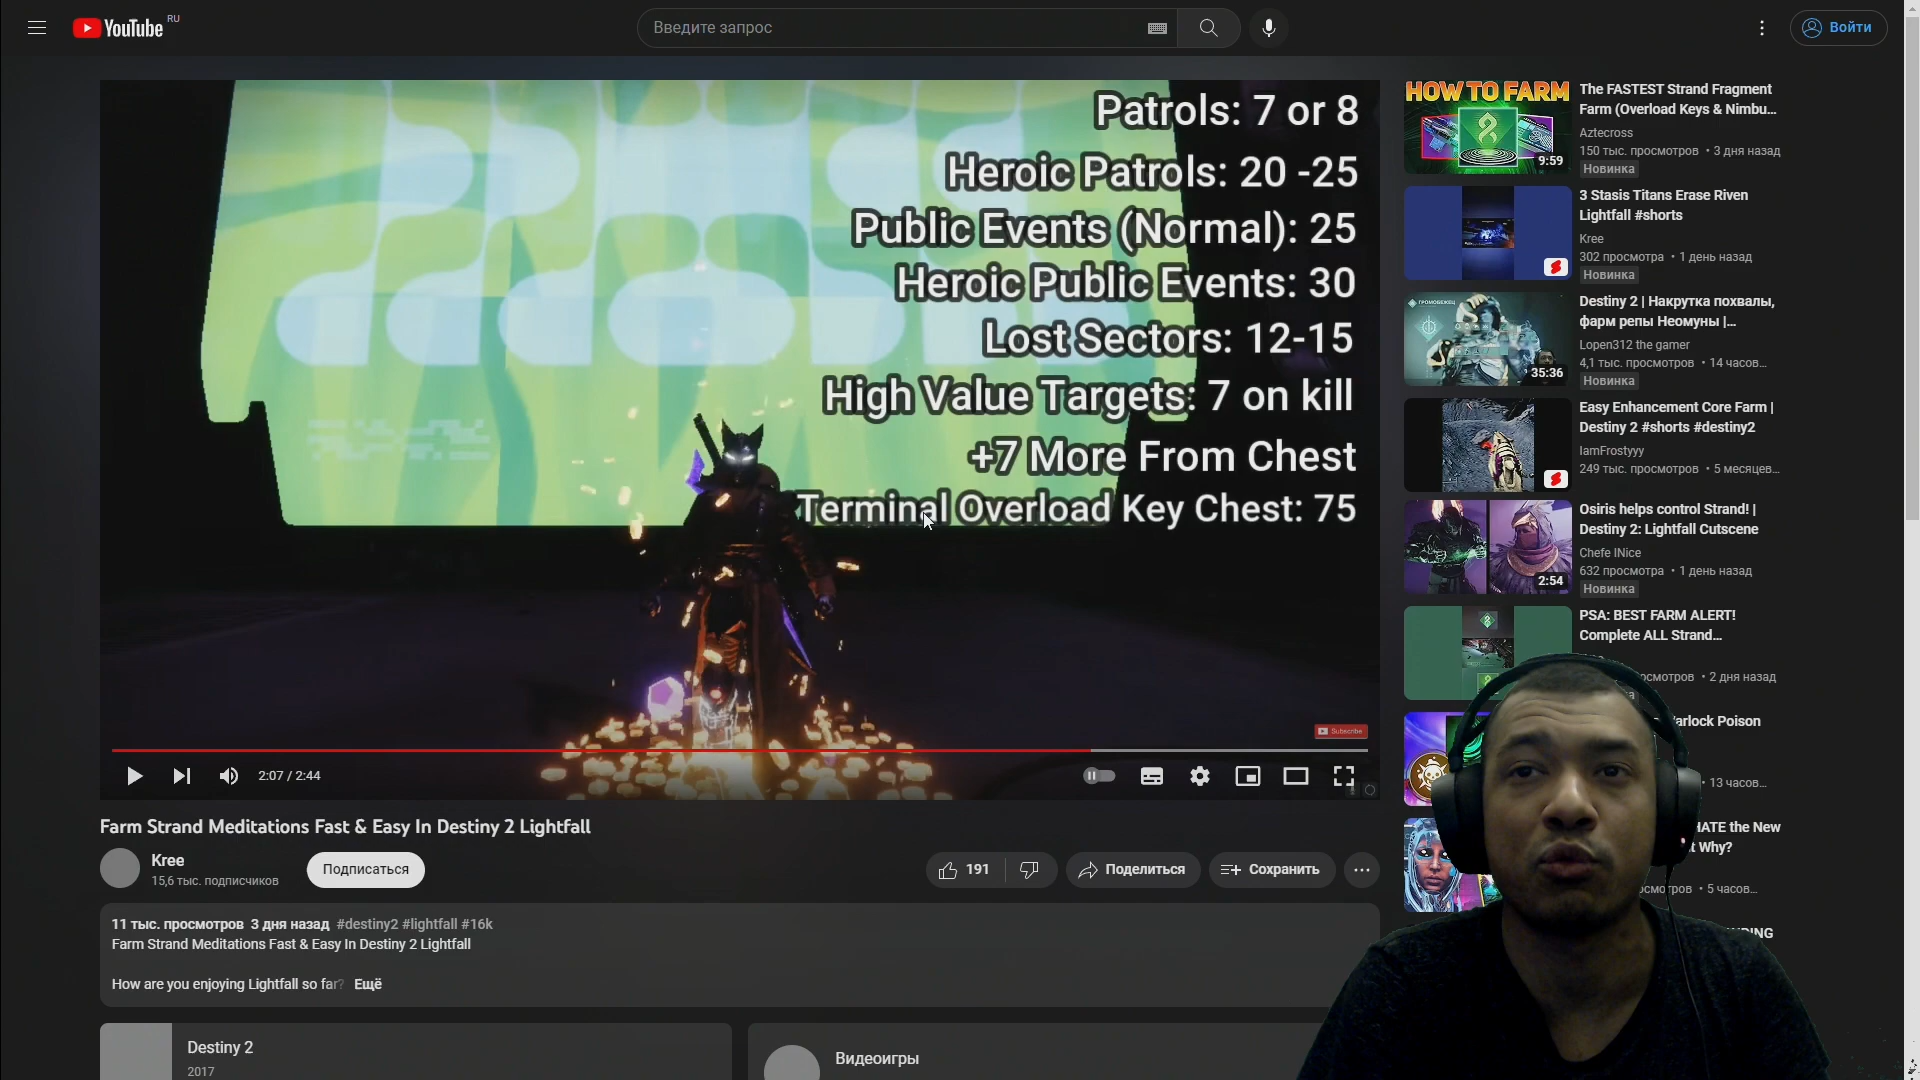 YouTube
RU
Введите запрос
Войти
Patrols: 7 or 8
Heroic Patrols: 20 -25
Public Events (Normal): 25
Heroic Public Events: 30
Lost Sectors: 12-15
High Value Targets: 7 on kill
+7 More From Chest
Terminal Overload Key Chest: 75
Subscribe
2:07 / 2:44
Farm Strand Meditations Fast & Easy In Destiny 2 Lightfall
Kree
15,6 тыс. подписчиков
Подписаться
191
Поделиться
Сохранить
11 тыс. просмотров 3 дня назад #destiny2 #lightfall #16k
Farm Strand Meditations Fast & Easy In Destiny 2 Lightfall
How are you enjoying Lightfall so far? Ещё
Destiny 2
2017
Видеоигры
HOW TO FARM
9:59
The FASTEST Strand Fragment
Farm (Overload Keys & Nimbu...
Aztecross
150 тыс. просмотров • 3 дня назад
Новинка
3 Stasis Titans Erase Riven
Lightfall #shorts
Kree
302 просмотра • 1 день назад
Новинка
ГРОМОБЕЖЕЦ
35:36
Destiny 2 | Накрутка похвалы,
фарм репы Неомуны |...
Lopen312 the gamer
4,1 тыс. просмотров • 14 часов...
Новинка
Easy Enhancement Core Farm |
Destiny 2 #shorts #destiny2
IamFrostyyy
249 тыс. просмотров • 5 месяцев...
2:54
Osiris helps control Strand! |
Destiny 2: Lightfall Cutscene
Chefe INice
632 просмотра • 1 день назад
Новинка
PSA: BEST FARM ALERT!
Complete ALL Strand...
• 2 дня назад
Poison
• 13 часов...
the New
Why?
• 5 часов...